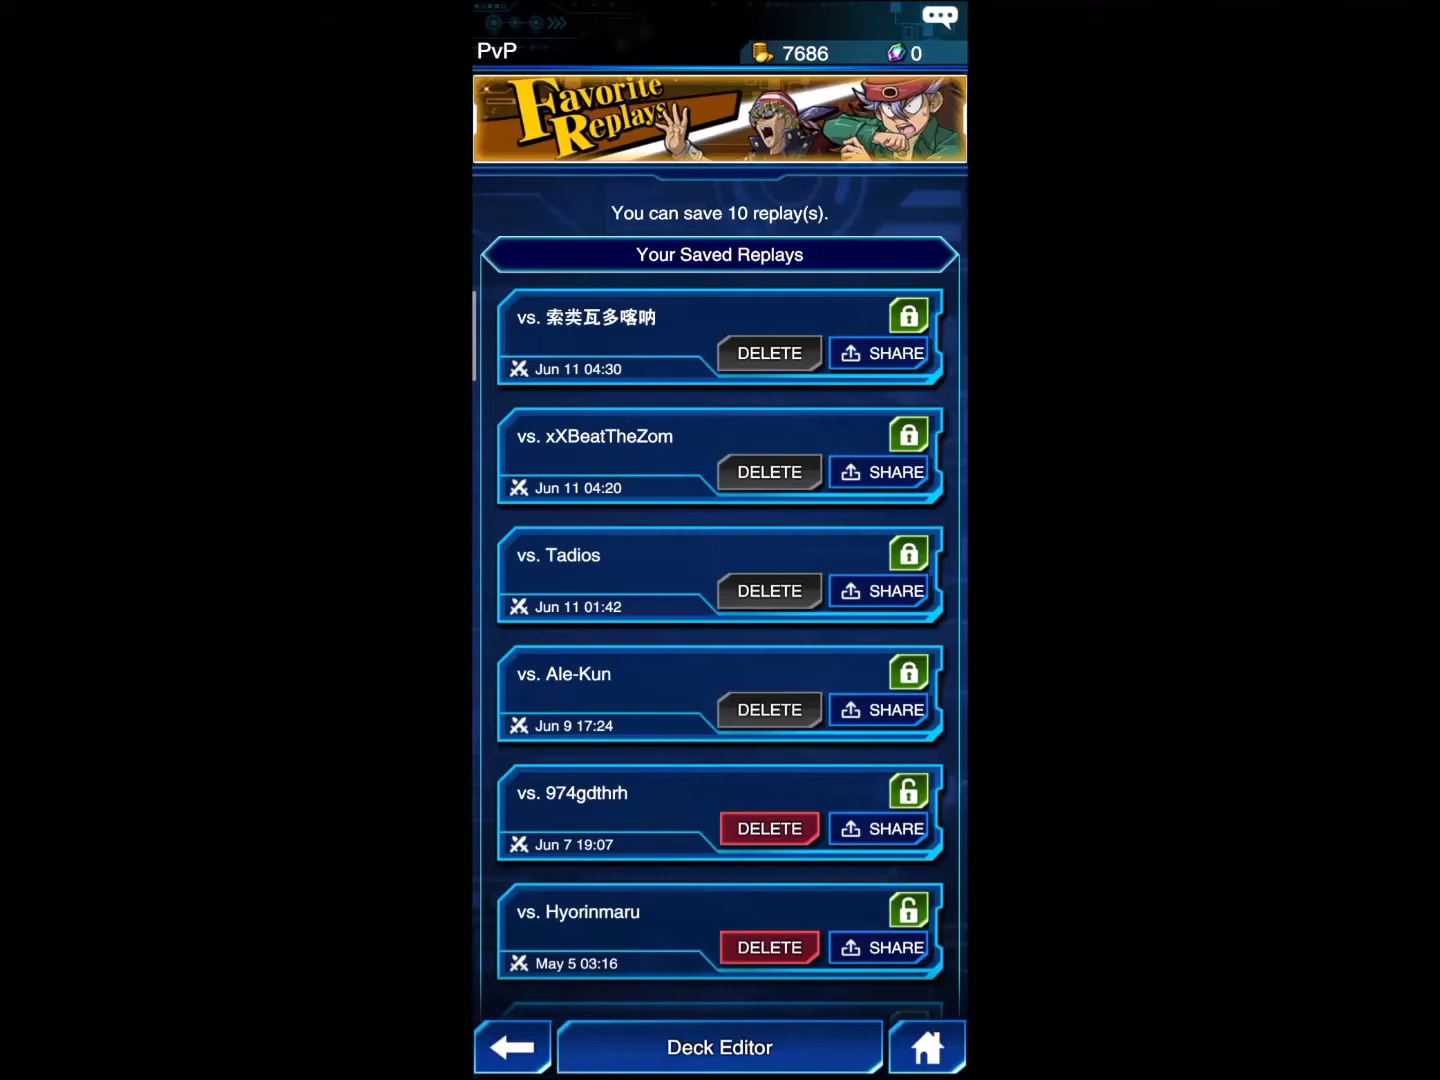 PvP
7686
0
Favorite
Replays
You can save 10 replay(s).
Your Saved Replays
vs. 索类瓦多喀呐
DELETE
SHARE
Jun 11 04:30
vs. xXBeatTheZom
DELETE
SHARE
Jun 11 04:20
vs. Tadios
DELETE
SHARE
Jun 11 01:42
vs. Ale-Kun
DELETE
SHARE
Jun 9 17:24
vs. 974gdthrh
DELETE
SHARE
Jun 7 19:07
vs. Hyorinmaru
DELETE
SHARE
May 5 03:16
Deck Editor